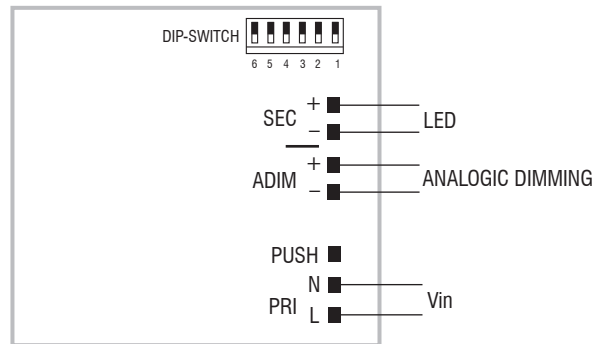 DIP-SWITCH
6 5 4 3 2 1
+
SEC
LED
−
+
ADIM
ANALOGIC DIMMING
−
PUSH
N
PRI
Vin
L